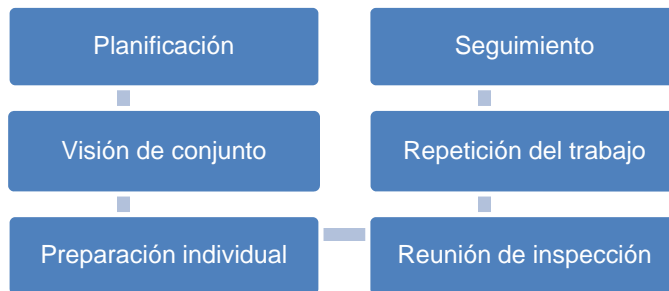 Planificación
Visión de conjunto
Preparación individual
Reunión de inspección
Repetición del trabajo
Seguimiento